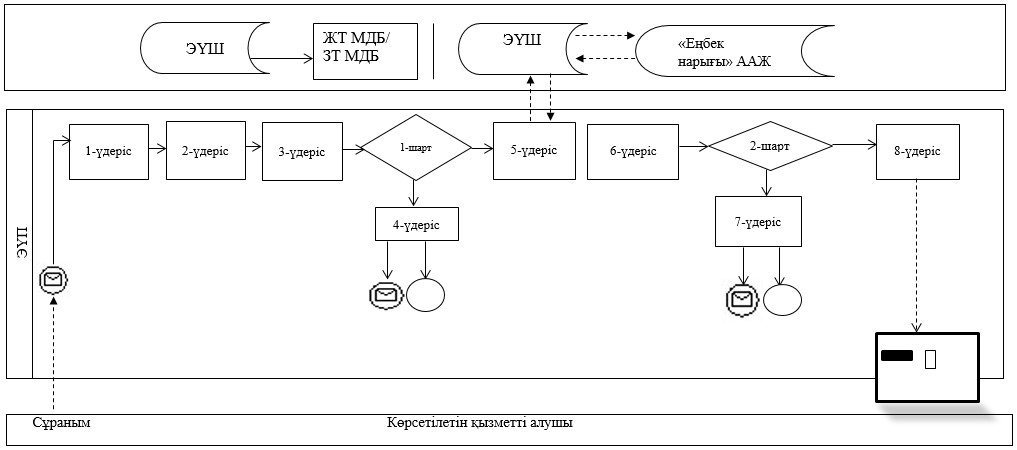 ЭҮШ
ЖТ МДБ/
ЗТ МДБ
ЭҮШ
«Еңбек
нарығы» ААЖ
1-үдеріс
2-үдеріс
3-үдеріс
1-шарт
5-үдеріс
6-үдеріс
2-шарт
8-үдеріс
4-үдеріс
7-үдеріс
ЭҮП
Сұраным
Көрсетілетін қызметті алушы